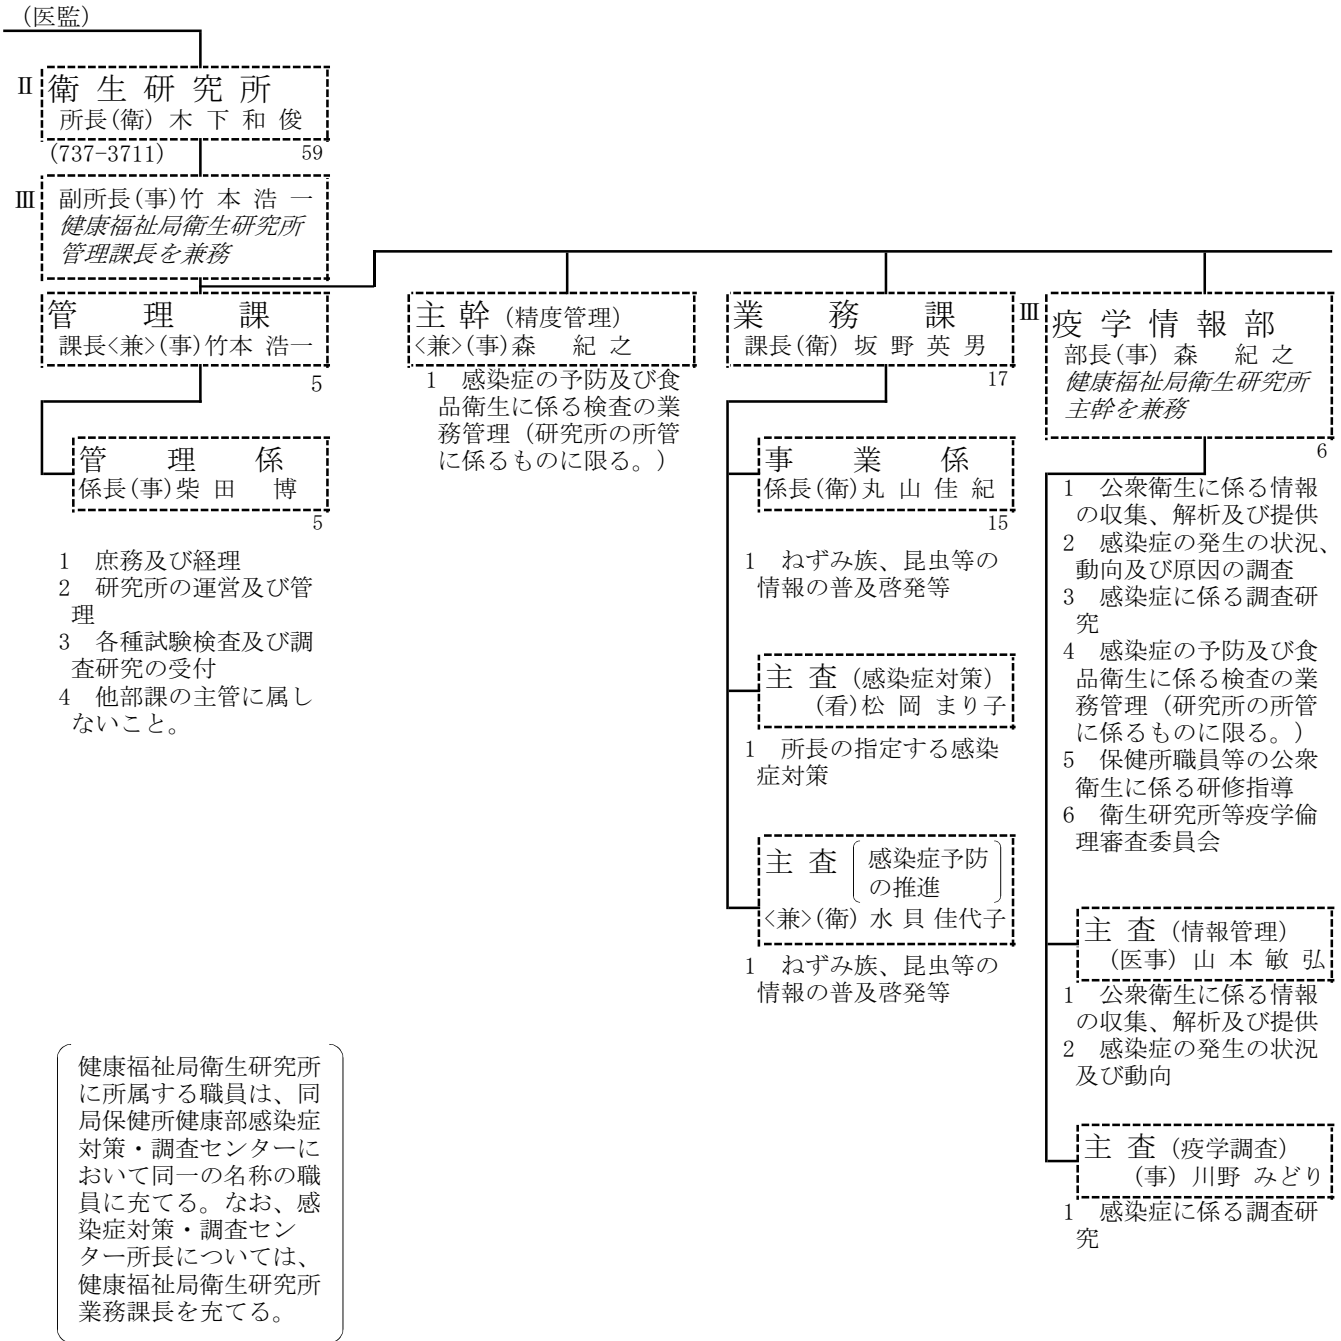 (医監)
Ⅱ 衛生研究所
所長(衛) 木下和俊
(737-3711) 59
Ⅲ 副所長(事)竹本浩一
健康福祉局衛生研究所
管理課長を兼務
管理課
課長<兼>(事)竹本 浩一
5
管理係
係長(事)柴田 博
5
1 庶務及び経理
2 研究所の運営及び管
理
3 各種試験検査及び調
査研究の受付
4 他部課の主管に属し
ないこと。
主幹(精度管理)
<兼>(事)森 紀之
1 感染症の予防及び食
品衛生に係る検査の業
務管理(研究所の所管
に係るものに限る。)
業務課
課長(衛) 坂野英男
17
事業係
係長(衛)丸山佳紀
15
1 ねずみ族、昆虫等の
情報の普及啓発等
主査(感染症対策)
(看)松岡 まり子
1 所長の指定する感染
症対策
主査 感染症予防
の推進
<兼>(衛) 水貝佳代子
1 ねずみ族、昆虫等の
情報の普及啓発等
Ⅲ 疫学情報部
部長(事) 森 紀之
健康福祉局衛生研究所
主幹を兼務
6
1 公衆衛生に係る情報
の収集、解析及び提供
2 感染症の発生の状況、
動向及び原因の調査
3 感染症に係る調査研
究
4 感染症の予防及び食
品衛生に係る検査の業
務管理(研究所の所管
に係るものに限る。)
5 保健所職員等の公衆
衛生に係る研修指導
6 衛生研究所等疫学倫
理審査委員会
主査(情報管理)
(医事) 山本敏弘
1 公衆衛生に係る情報
の収集、解析及び提供
2 感染症の発生の状況
及び動向
主査(疫学調査)
(事) 川野 みどり
1 感染症に係る調査研
究
健康福祉局衛生研究所
に所属する職員は、同
局保健所健康部感染症
対策・調査センターに
おいて同一の名称の職
員に充てる。なお、感
染症対策・調査セン
ター所長については、
健康福祉局衛生研究所
業務課長を充てる。